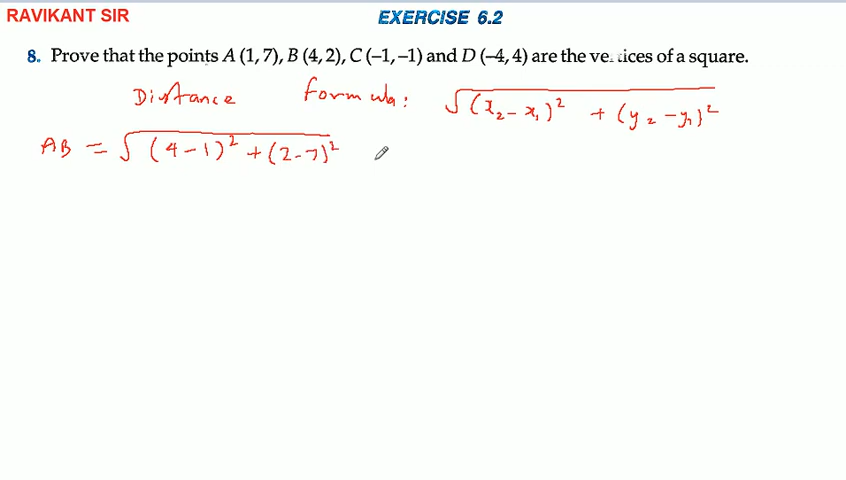 RAVIKANT SIR
EXERCISE 6.2
8. Prove that the points A (1, 7), B (4, 2), C (–1, –1) and D (–4, 4) are the vertices of a square.
Distance formula: √(x₂ - x₁)² + (y₂ - y₁)²
AB = √(4 - 1)² + (2 - 7)²